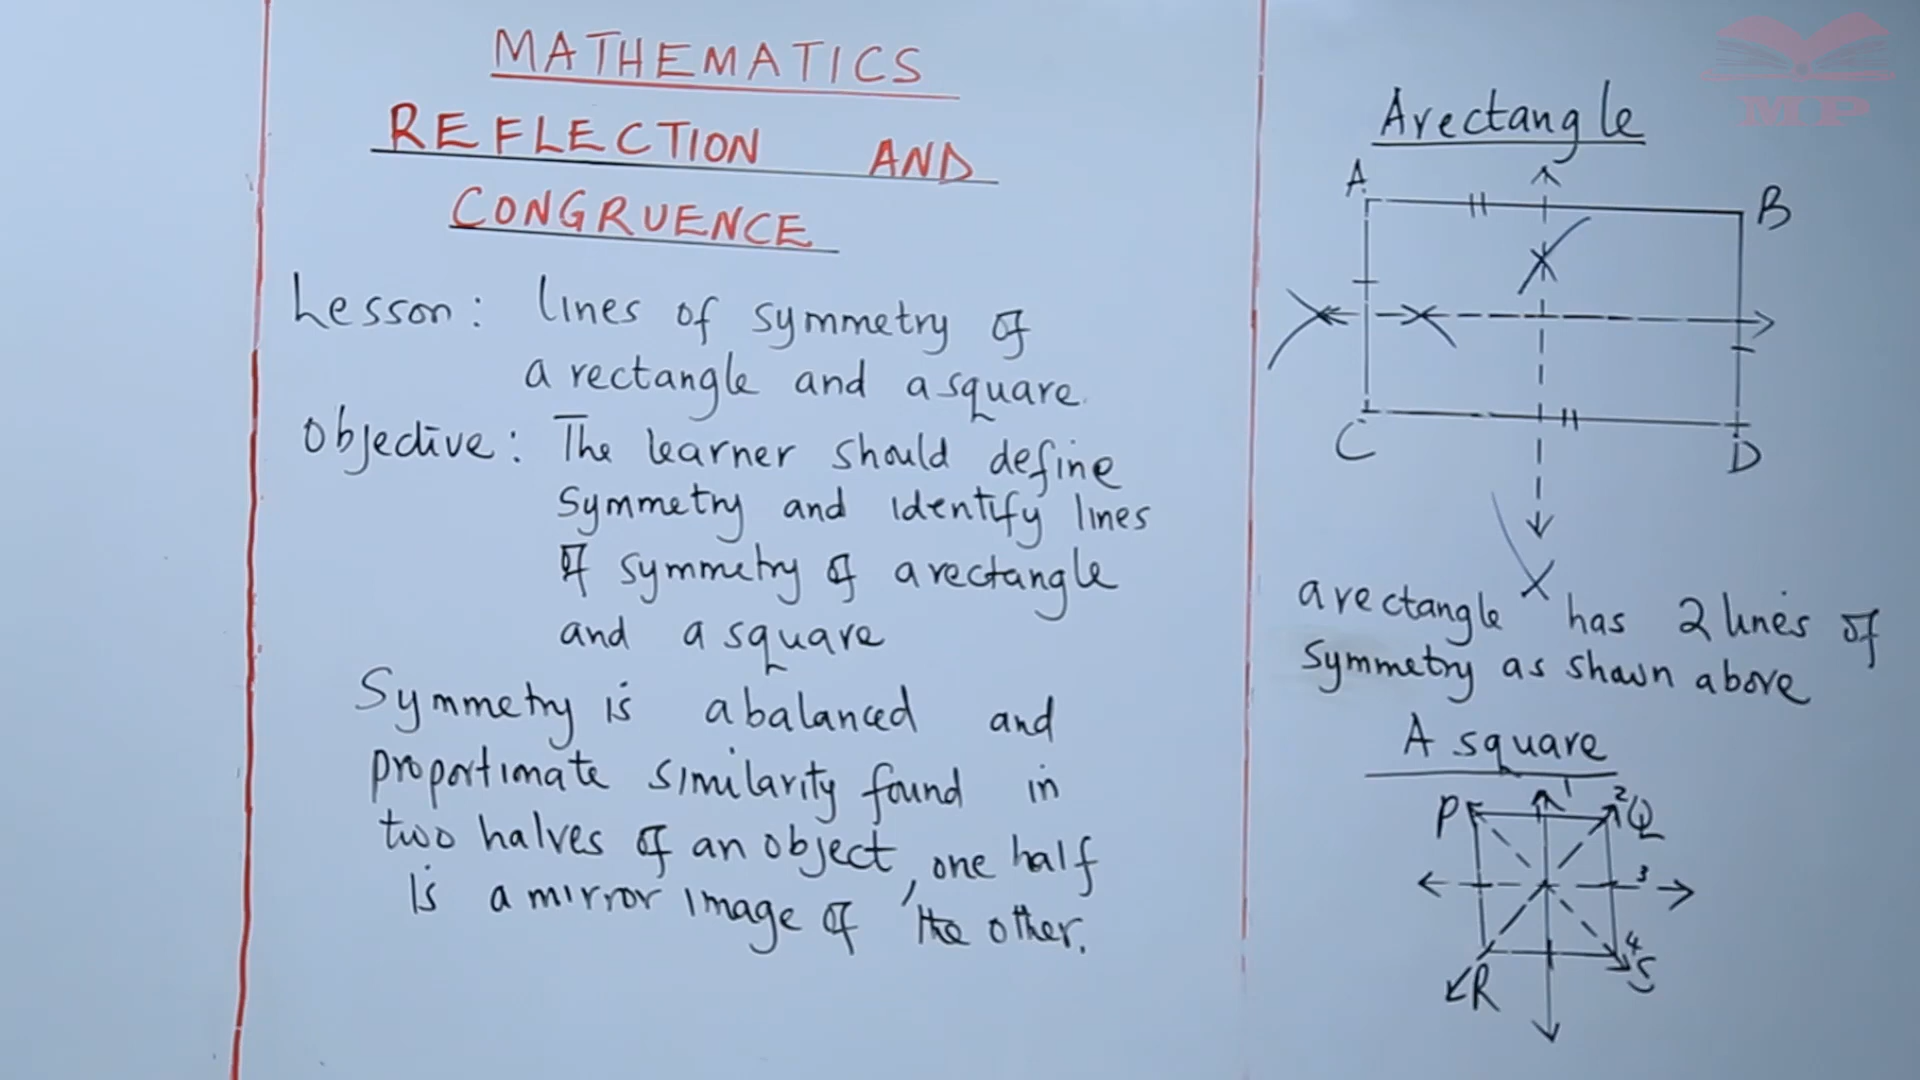 MATHEMATICS
REFLECTION AND
CONGRUENCE
Lesson: lines of symmetry of
a rectangle and a square.
Objective: The learner should define
Symmetry and identify lines
of symmetry of a rectangle
and a square
Symmetry is a balanced and
proportimate similarity found in
two halves of an object, one half
is a mirror image of the other.
MP
A rectangle
A
B
C
D
a rectangle has 2 lines of
Symmetry as shown above
A square
P
1
2
Q
3
4
R
S